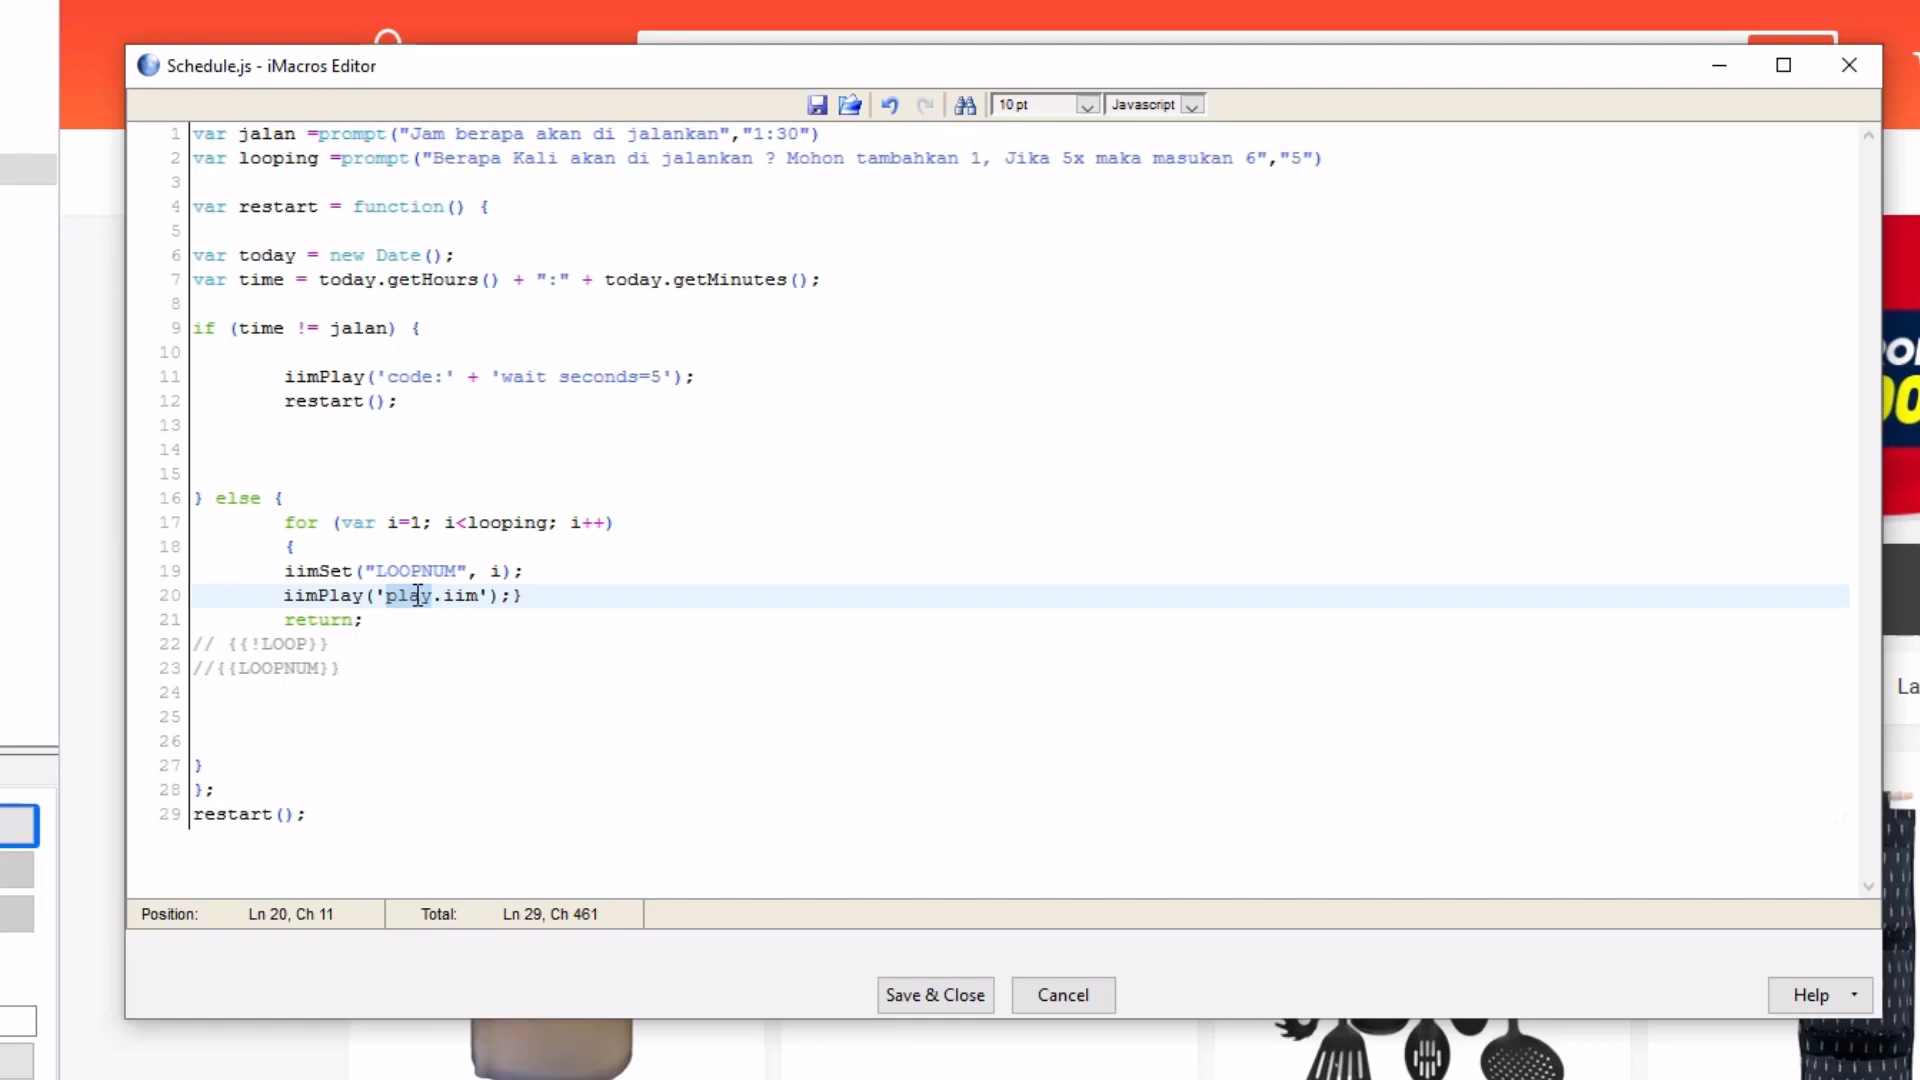 Schedule.js - iMacros Editor
10 pt
Javascript
1 var jalan =prompt("Jam berapa akan di jalankan","1:30")
2 var looping =prompt("Berapa Kali akan di jalankan ? Mohon tambahkan 1, Jika 5x maka masukan 6","5")
3
4 var restart = function() {
5
6 var today = new Date();
7 var time = today.getHours() + ":" + today.getMinutes();
8
9 if (time != jalan) {
10
11 iimPlay('code:' + 'wait seconds=5');
12 restart();
13
14
15
16 } else {
17 for (var i=1; i<looping; i++)
18 {
19 iimSet("LOOPNUM", i);
20 iimPlay('play.iim');}
21 return;
22 // {{!LOOP}}
23 //{{LOOPNUM}}
24
25
26
27 }
28 };
29 restart();
Position: Ln 20, Ch 11 Total: Ln 29, Ch 461
Save & Close Cancel Help
La